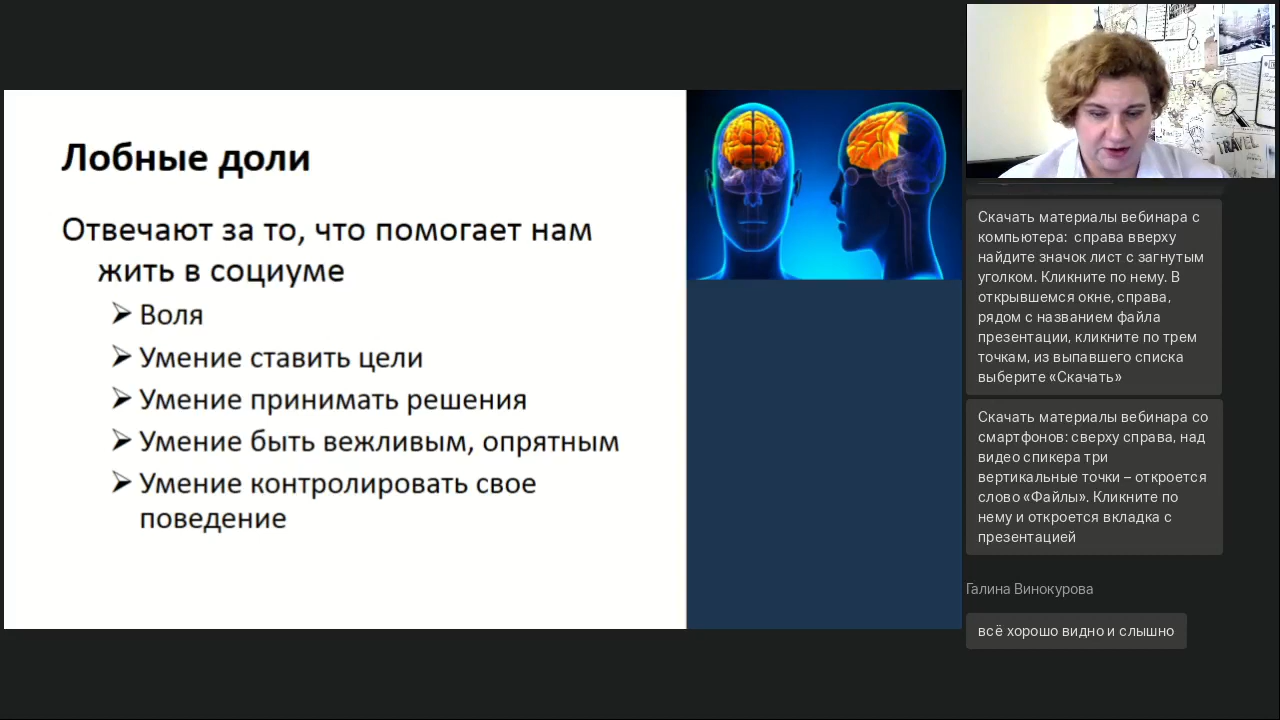 Лобные доли
Отвечают за то, что помогает нам
жить в социуме
Воля
Умение ставить цели
Умение принимать решения
Умение быть вежливым, опрятным
Умение контролировать свое
поведение
TRAVEL
Скачать материалы вебинара с
компьютера: справа вверху
найдите значок лист с загнутым
уголком. Кликните по нему. В
открывшемся окне, справа,
рядом с названием файла
презентации, кликните по трем
точкам, из выпавшего списка
выберите «Скачать»
Скачать материалы вебинара со
смартфонов: сверху справа, над
видео спикера три
вертикальные точки – откроется
слово «Файлы». Кликните по
нему и откроется вкладка с
презентацией
Галина Винокурова
всё хорошо видно и слышно